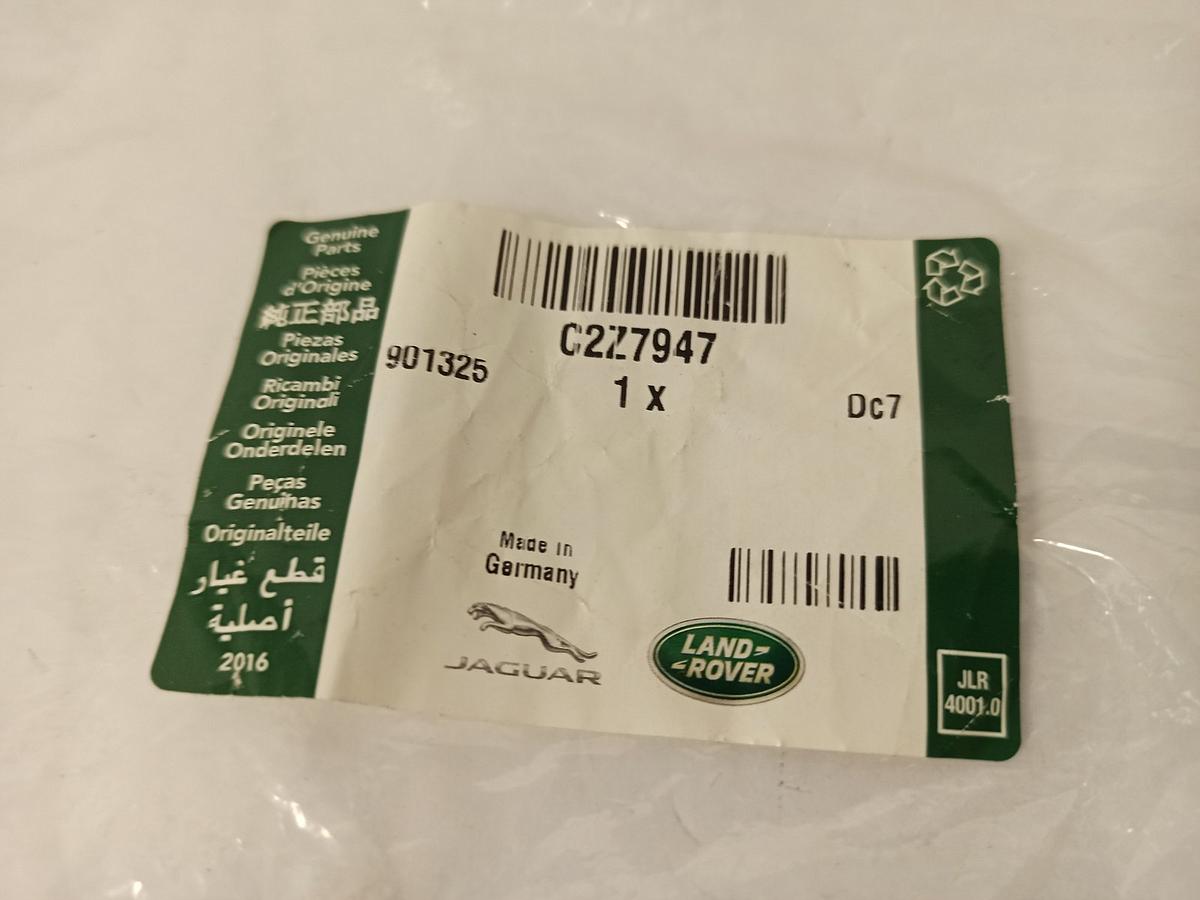 Genuine
Parts
Pièces
d'Origine
純正部品
Piezas
Originales
Ricambi
Originali
Originele
Onderdelen
Peças
Genuínas
Originalteile
قطع غيار
أصلية
2016
901325
C2Z7947
1 x
Dc7
Made in
Germany
JAGUAR
LAND-
-ROVER
JLR
4001.0